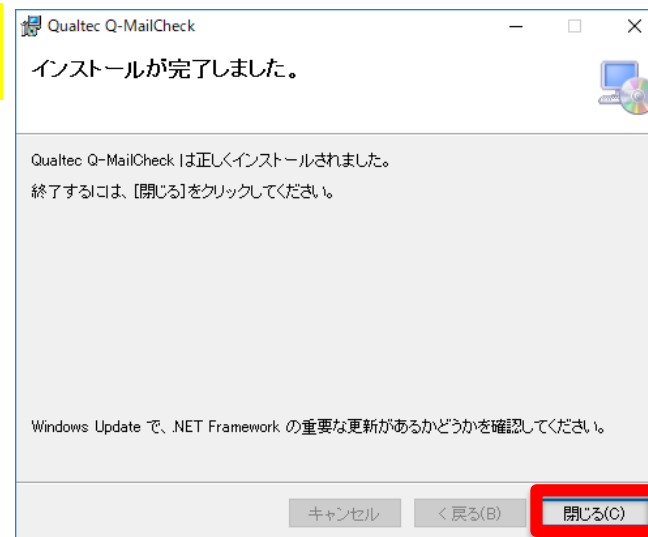 Qualtec Q-MailCheck
インストールが完了しました。
Qualtec Q-MailCheck は正しくインストールされました。
終了するには、[閉じる]をクリックしてください。
Windows Update で、.NET Framework の重要な更新があるかどうかを確認してください。
キャンセル
< 戻る(B)
閉じる(C)